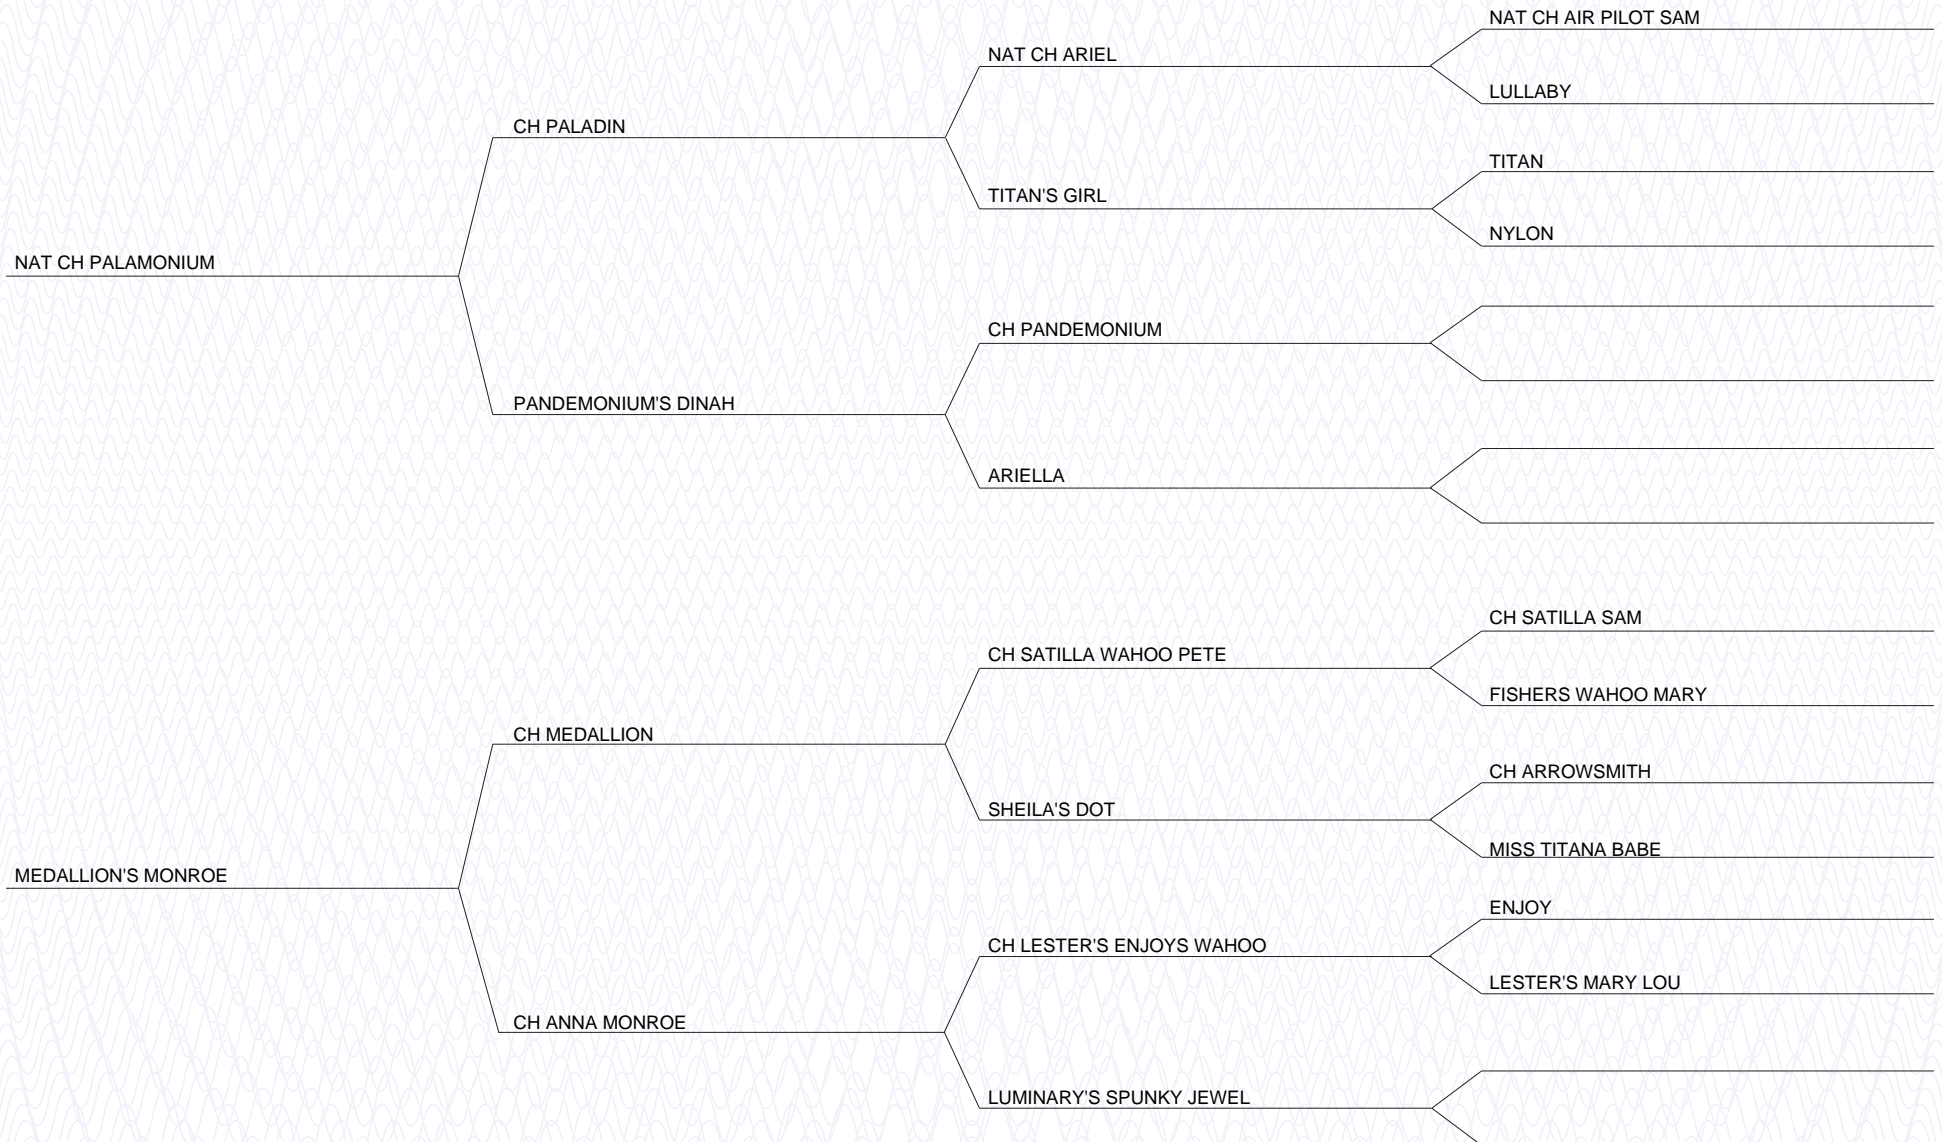 NAT CH AIR PILOT SAM
NAT CH ARIEL
LULLABY
CH PALADIN
TITAN
TITAN'S GIRL
NYLON
NAT CH PALAMONIUM
CH PANDEMONIUM
PANDEMONIUM'S DINAH
ARIELLA
CH SATILLA SAM
CH SATILLA WAHOO PETE
FISHERS WAHOO MARY
CH MEDALLION
CH ARROWSMITH
SHEILA'S DOT
MISS TITANA BABE
MEDALLION'S MONROE
ENJOY
CH LESTER'S ENJOYS WAHOO
LESTER'S MARY LOU
CH ANNA MONROE
LUMINARY'S SPUNKY JEWEL